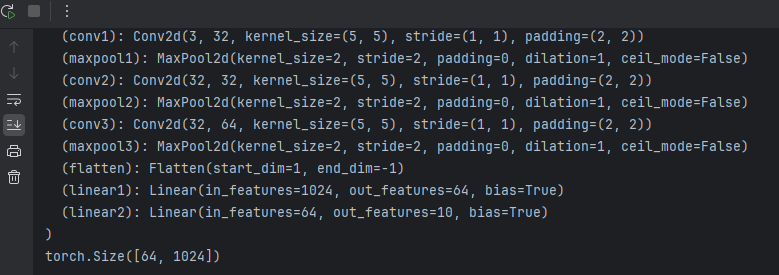 (conv1): Conv2d(3, 32, kernel_size=(5, 5), stride=(1, 1), padding=(2, 2))
(maxpool1): MaxPool2d(kernel_size=2, stride=2, padding=0, dilation=1, ceil_mode=False)
(conv2): Conv2d(32, 32, kernel_size=(5, 5), stride=(1, 1), padding=(2, 2))
(maxpool2): MaxPool2d(kernel_size=2, stride=2, padding=0, dilation=1, ceil_mode=False)
(conv3): Conv2d(32, 64, kernel_size=(5, 5), stride=(1, 1), padding=(2, 2))
(maxpool3): MaxPool2d(kernel_size=2, stride=2, padding=0, dilation=1, ceil_mode=False)
(flatten): Flatten(start_dim=1, end_dim=-1)
(linear1): Linear(in_features=1024, out_features=64, bias=True)
(linear2): Linear(in_features=64, out_features=10, bias=True)
)
torch.Size([64, 1024])